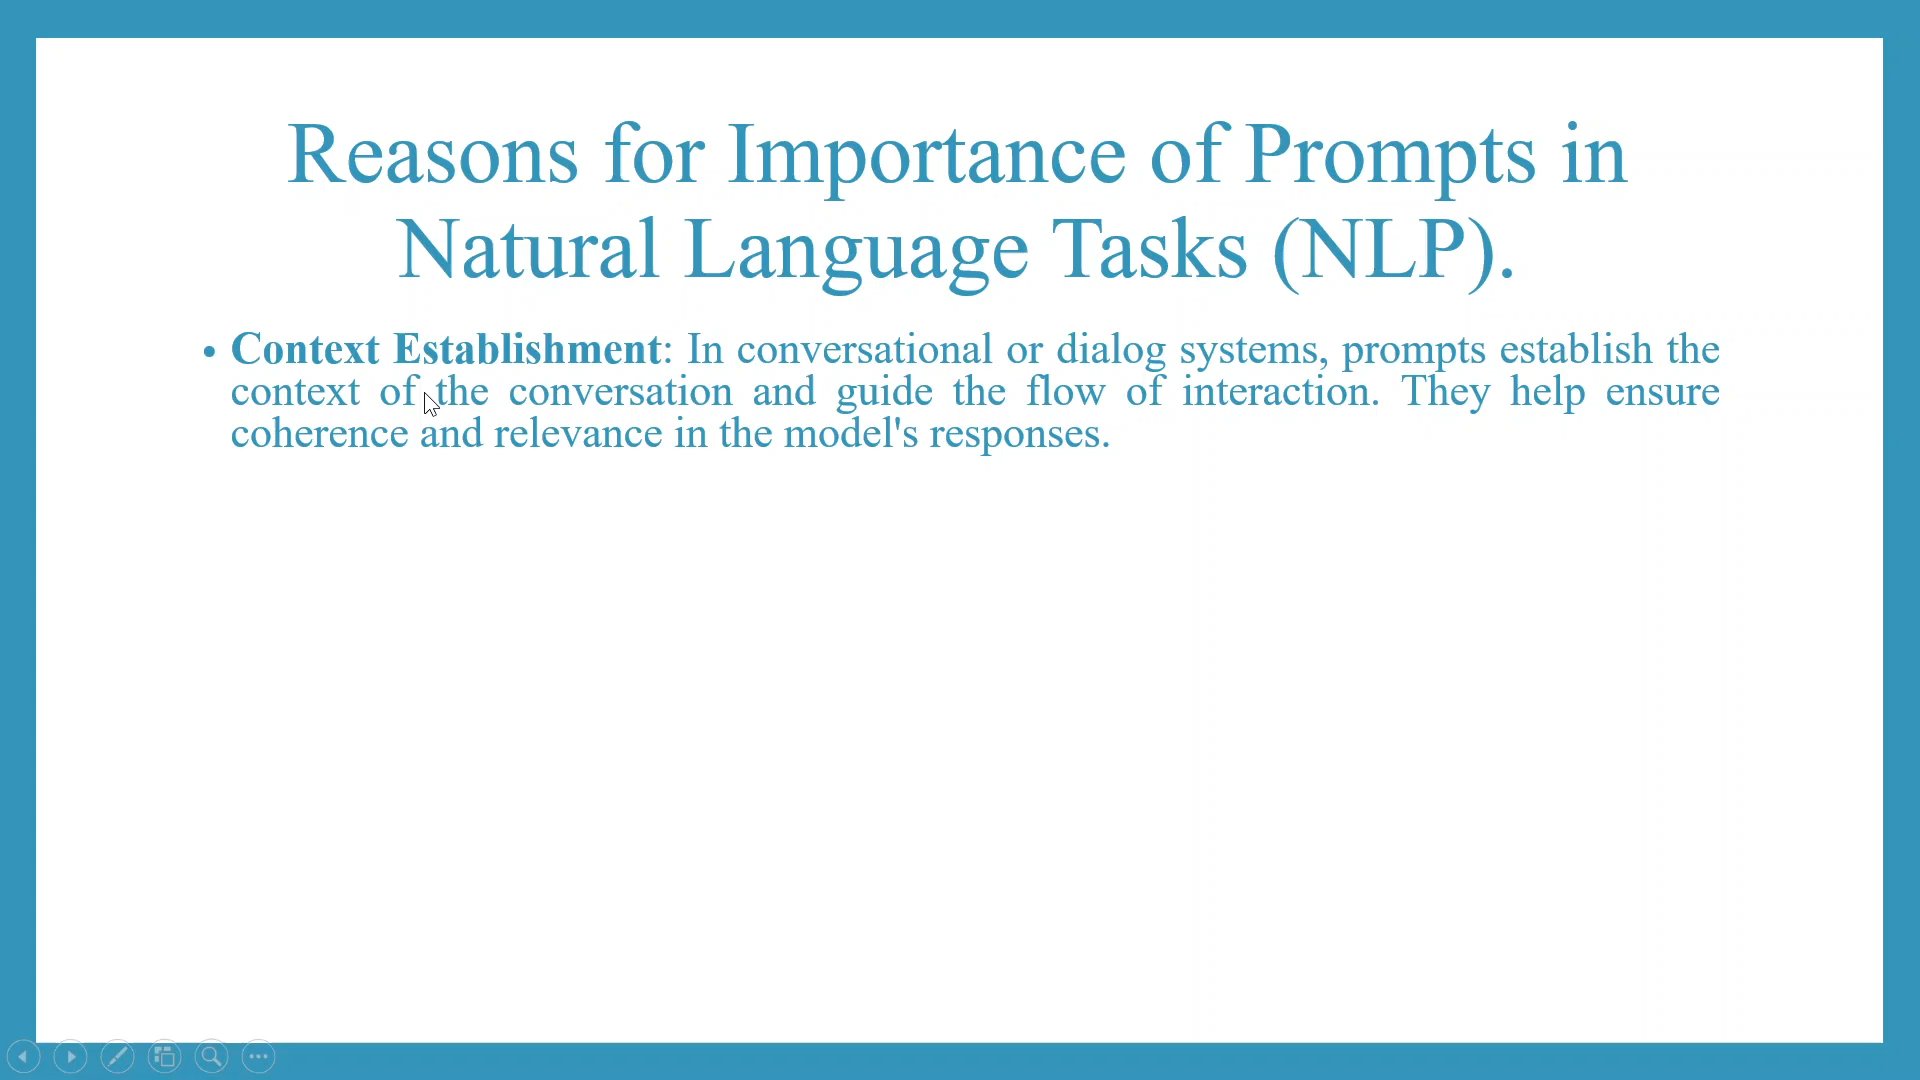 Reasons for Importance of Prompts in
Natural Language Tasks (NLP).
• Context Establishment: In conversational or dialog systems, prompts establish the
context of the conversation and guide the flow of interaction. They help ensure
coherence and relevance in the model's responses.